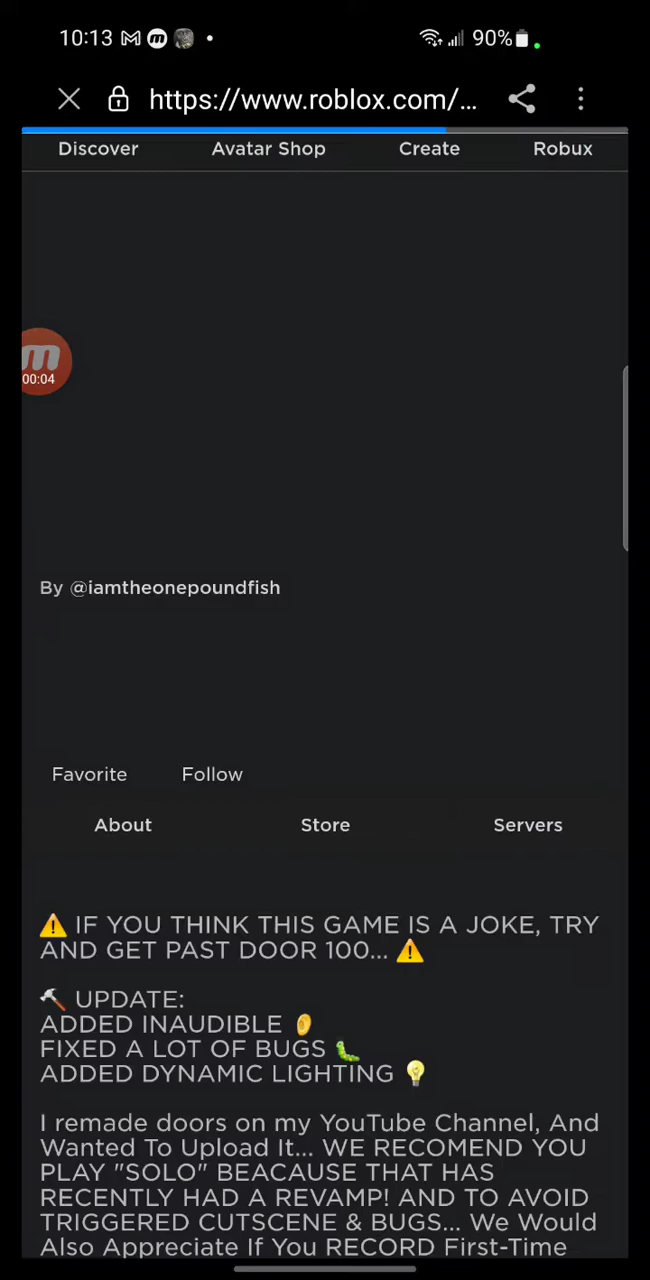 10:13
90%
https://www.roblox.com/...
Discover Avatar Shop Create Robux
m
00:04
By @iamtheonepoundfish
Favorite Follow
About Store Servers
⚠️ IF YOU THINK THIS GAME IS A JOKE, TRY
AND GET PAST DOOR 100... ⚠️
🔨 UPDATE:
ADDED INAUDIBLE 👂
FIXED A LOT OF BUGS 🐛
ADDED DYNAMIC LIGHTING 💡
I remade doors on my YouTube Channel, And
Wanted To Upload It... WE RECOMEND YOU
PLAY "SOLO" BEACAUSE THAT HAS
RECENTLY HAD A REVAMP! AND TO AVOID
TRIGGERED CUTSCENE & BUGS... We Would
Also Appreciate If You RECORD First-Time